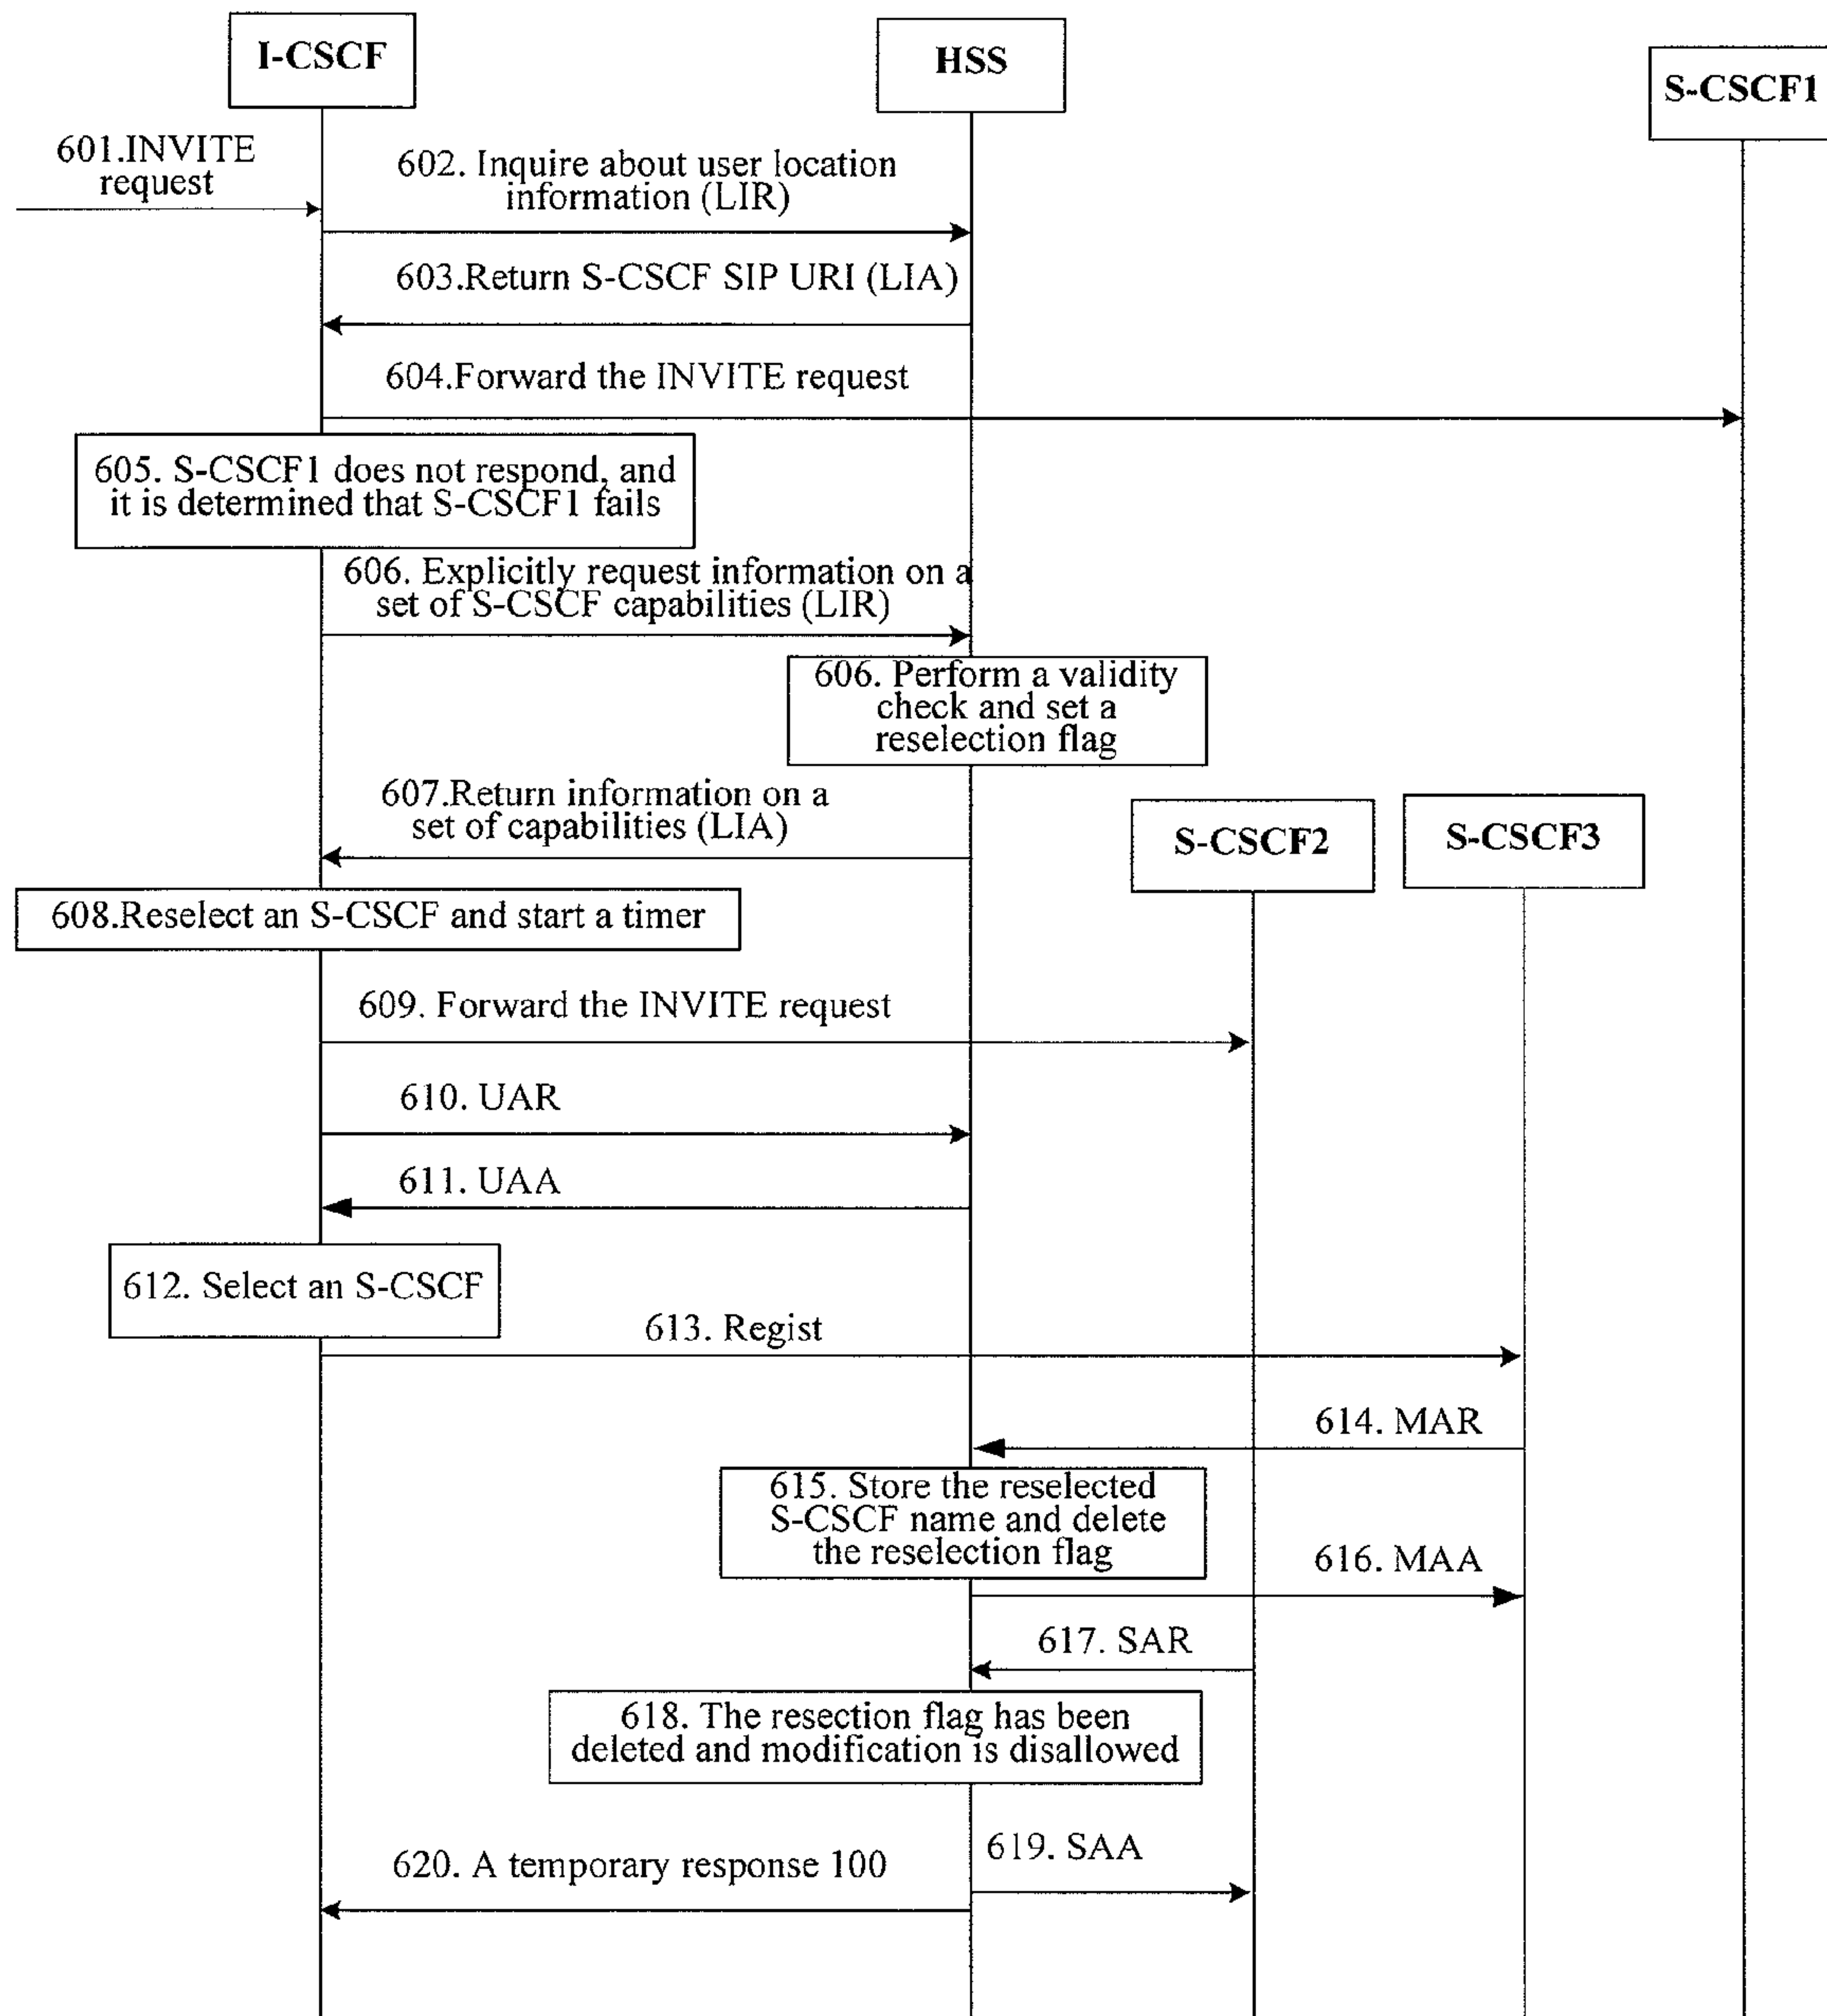 I-CSCF
HSS
S-CSCF1
601.INVITE
request
602. Inquire about user location
information (LIR)
603.Return S-CSCF SIP URI (LIA)
604.Forward the INVITE request
605. S-CSCF1 does not respond, and
it is determined that S-CSCF1 fails
606. Explicitly request information on a
set of S-CSCF capabilities (LIR)
606. Perform a validity
check and set a
reselection flag
607.Return information on a
set of capabilities (LIA)
S-CSCF2
S-CSCF3
608.Reselect an S-CSCF and start a timer
609. Forward the INVITE request
610. UAR
611. UAA
612. Select an S-CSCF
613. Regist
614. MAR
615. Store the reselected
S-CSCF name and delete
the reselection flag
616. MAA
617. SAR
618. The resection flag has been
deleted and modification is disallowed
619. SAA
620. A temporary response 100